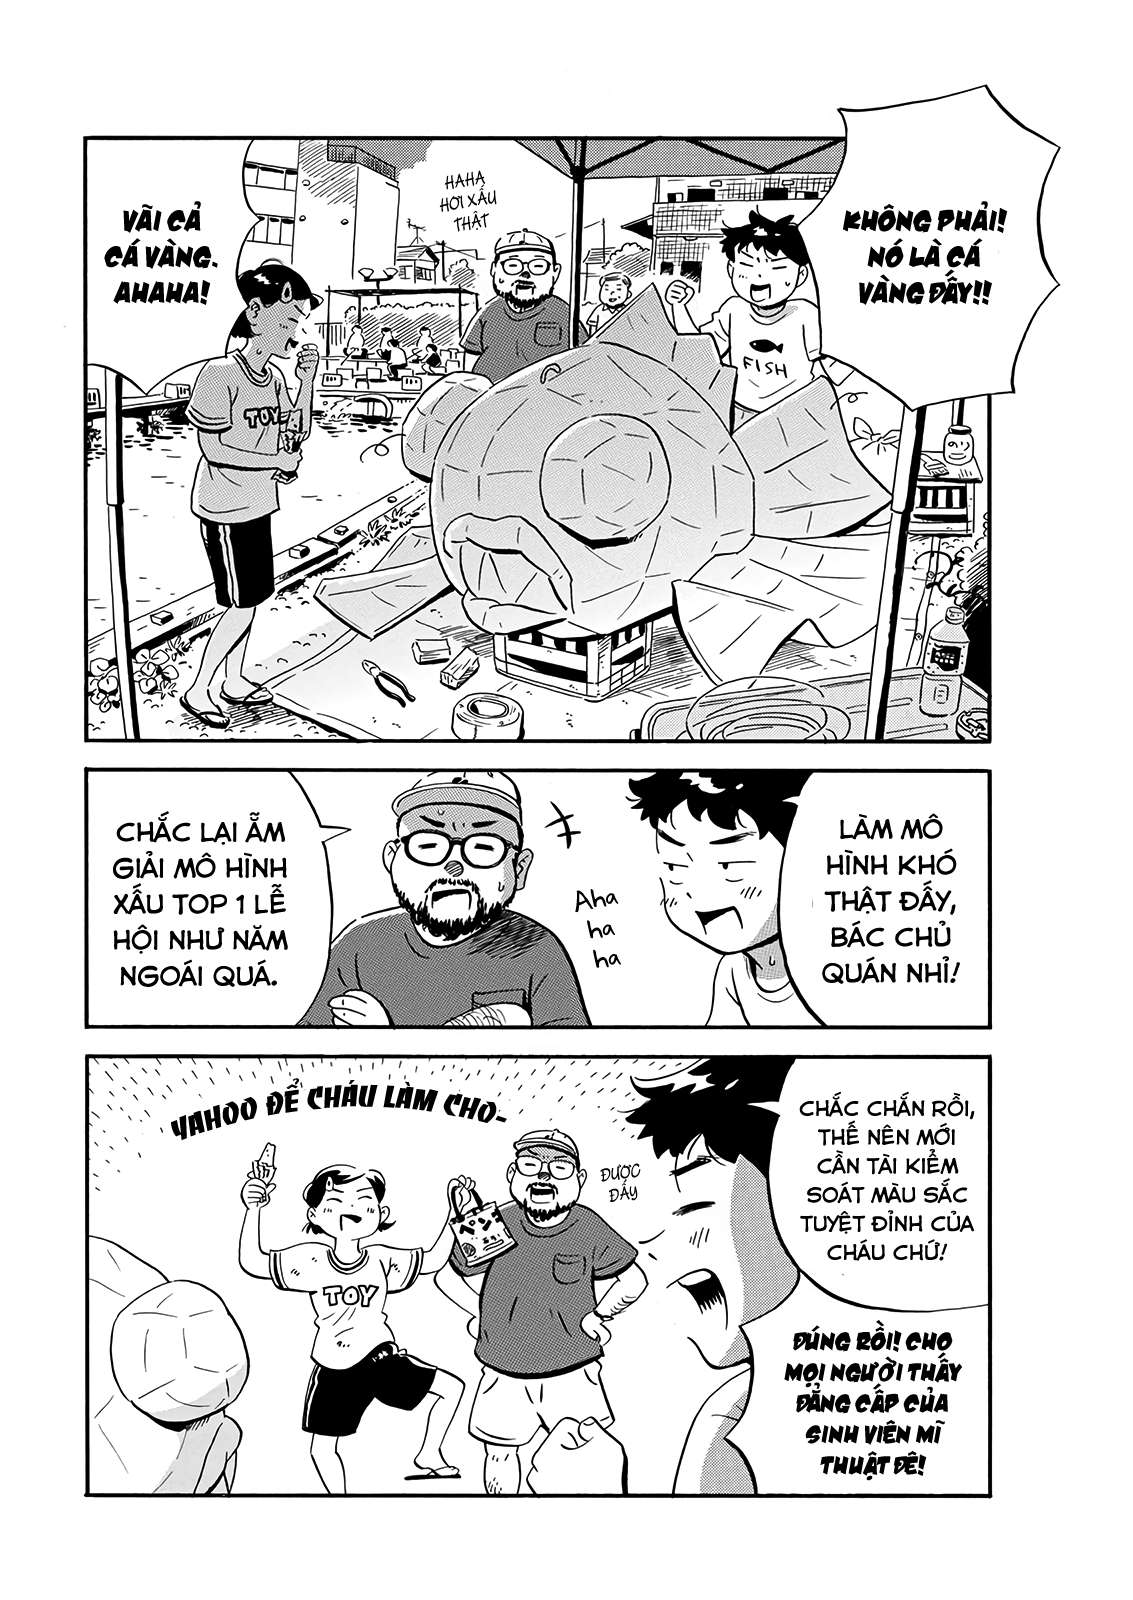 KHÔNG PHẢI!
NÓ LÀ CÁ
VÀNG ĐẤY!!
HAHA
HƠI XẤU
THẬT
VÃI CẢ
CÁ VÀNG.
AHAHA!
FISH
TOY
LÀM MÔ
HÌNH KHÓ
THẬT ĐẤY,
BÁC CHỦ
QUÁN NHỈ!
Aha
ha
ha
CHẮC LẠI ẴM
GIẢI MÔ HÌNH
XẤU TOP 1 LỄ
HỘI NHƯ NĂM
NGOÁI QUÁ.
CHẮC CHẮN RỒI,
THẾ NÊN MỚI
CẦN TÀI KIỂM
SOÁT MÀU SẮC
TUYỆT ĐỈNH CỦA
CHÁU CHỨ!
YAHOO ĐỂ CHÁU LÀM CHO-
ĐƯỢC
ĐẤY
TOY
ĐÚNG RỒI! CHO
MỌI NGƯỜI THẤY
ĐẲNG CẤP CỦA
SINH VIÊN MĨ
THUẬT ĐÊ!